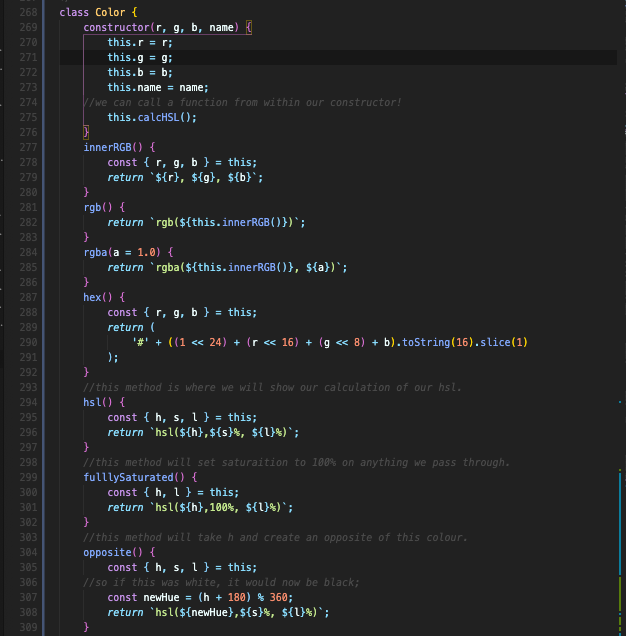 268 class Color {
269 constructor(r, g, b, name) {
270 this.r = r;
271 this.g = g;
272 this.b = b;
273 this.name = name;
274 //we can call a function from within our constructor!
275 this.calcHSL();
276 }
277 innerRGB() {
278 const { r, g, b } = this;
279 return `${r}, ${g}, ${b}`;
280 }
281 rgb() {
282 return `rgb(${this.innerRGB()})`;
283 }
284 rgba(a = 1.0) {
285 return `rgba(${this.innerRGB()}, ${a})`;
286 }
287 hex() {
288 const { r, g, b } = this;
289 return (
290 '#' + ((1 << 24) + (r << 16) + (g << 8) + b).toString(16).slice(1)
291 );
292 }
293 //this method is where we will show our calculation of our hsl.
294 hsl() {
295 const { h, s, l } = this;
296 return `hsl(${h},${s}%, ${l}%)`;
297 }
298 //this method will set saturaition to 100% on anything we pass through.
299 fulllySaturated() {
300 const { h, l } = this;
301 return `hsl(${h},100%, ${l}%)`;
302 }
303 //this method will take h and create an opposite of this colour.
304 opposite() {
305 const { h, s, l } = this;
306 //so if this was white, it would now be black;
307 const newHue = (h + 180) % 360;
308 return `hsl(${newHue},${s}%, ${l}%)`;
309 }